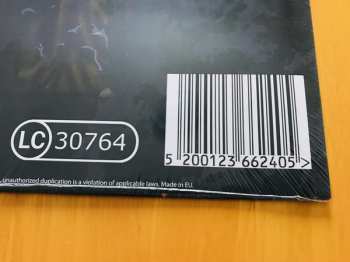 LC 30764
5 200123 662405 >
unauthorized duplication is a violation of applicable laws. Made in EU.